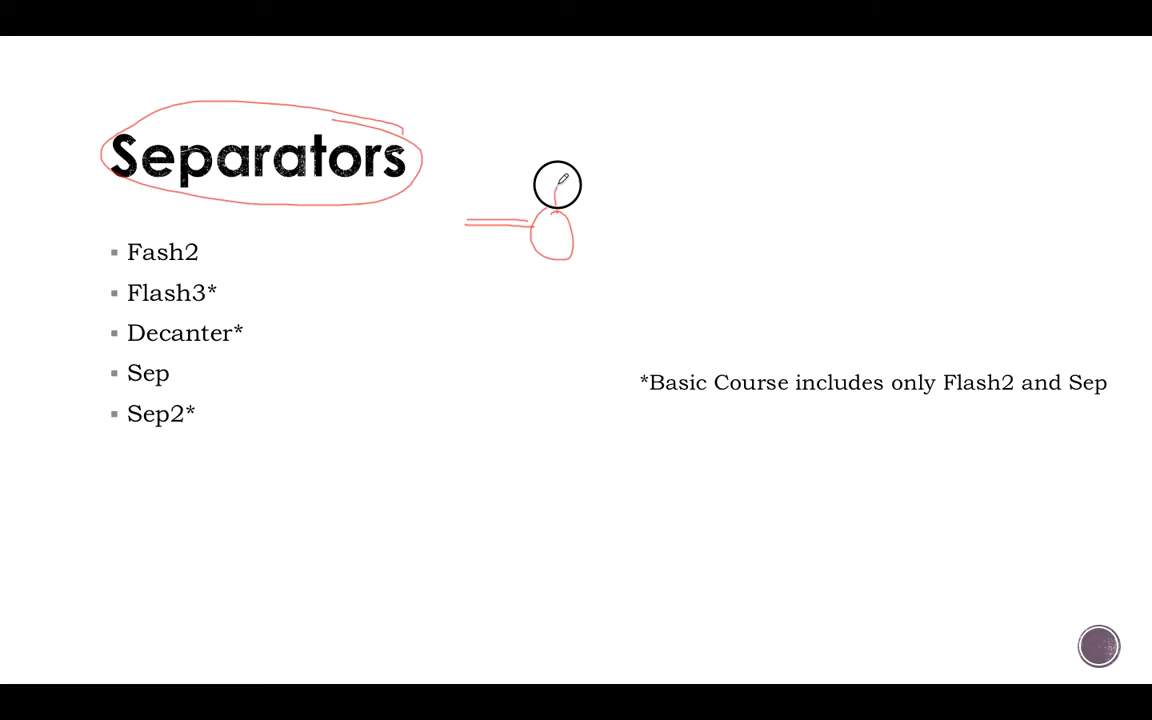 Separators
Fash2
Flash3*
Decanter*
Sep
Sep2*
*Basic Course includes only Flash2 and Sep